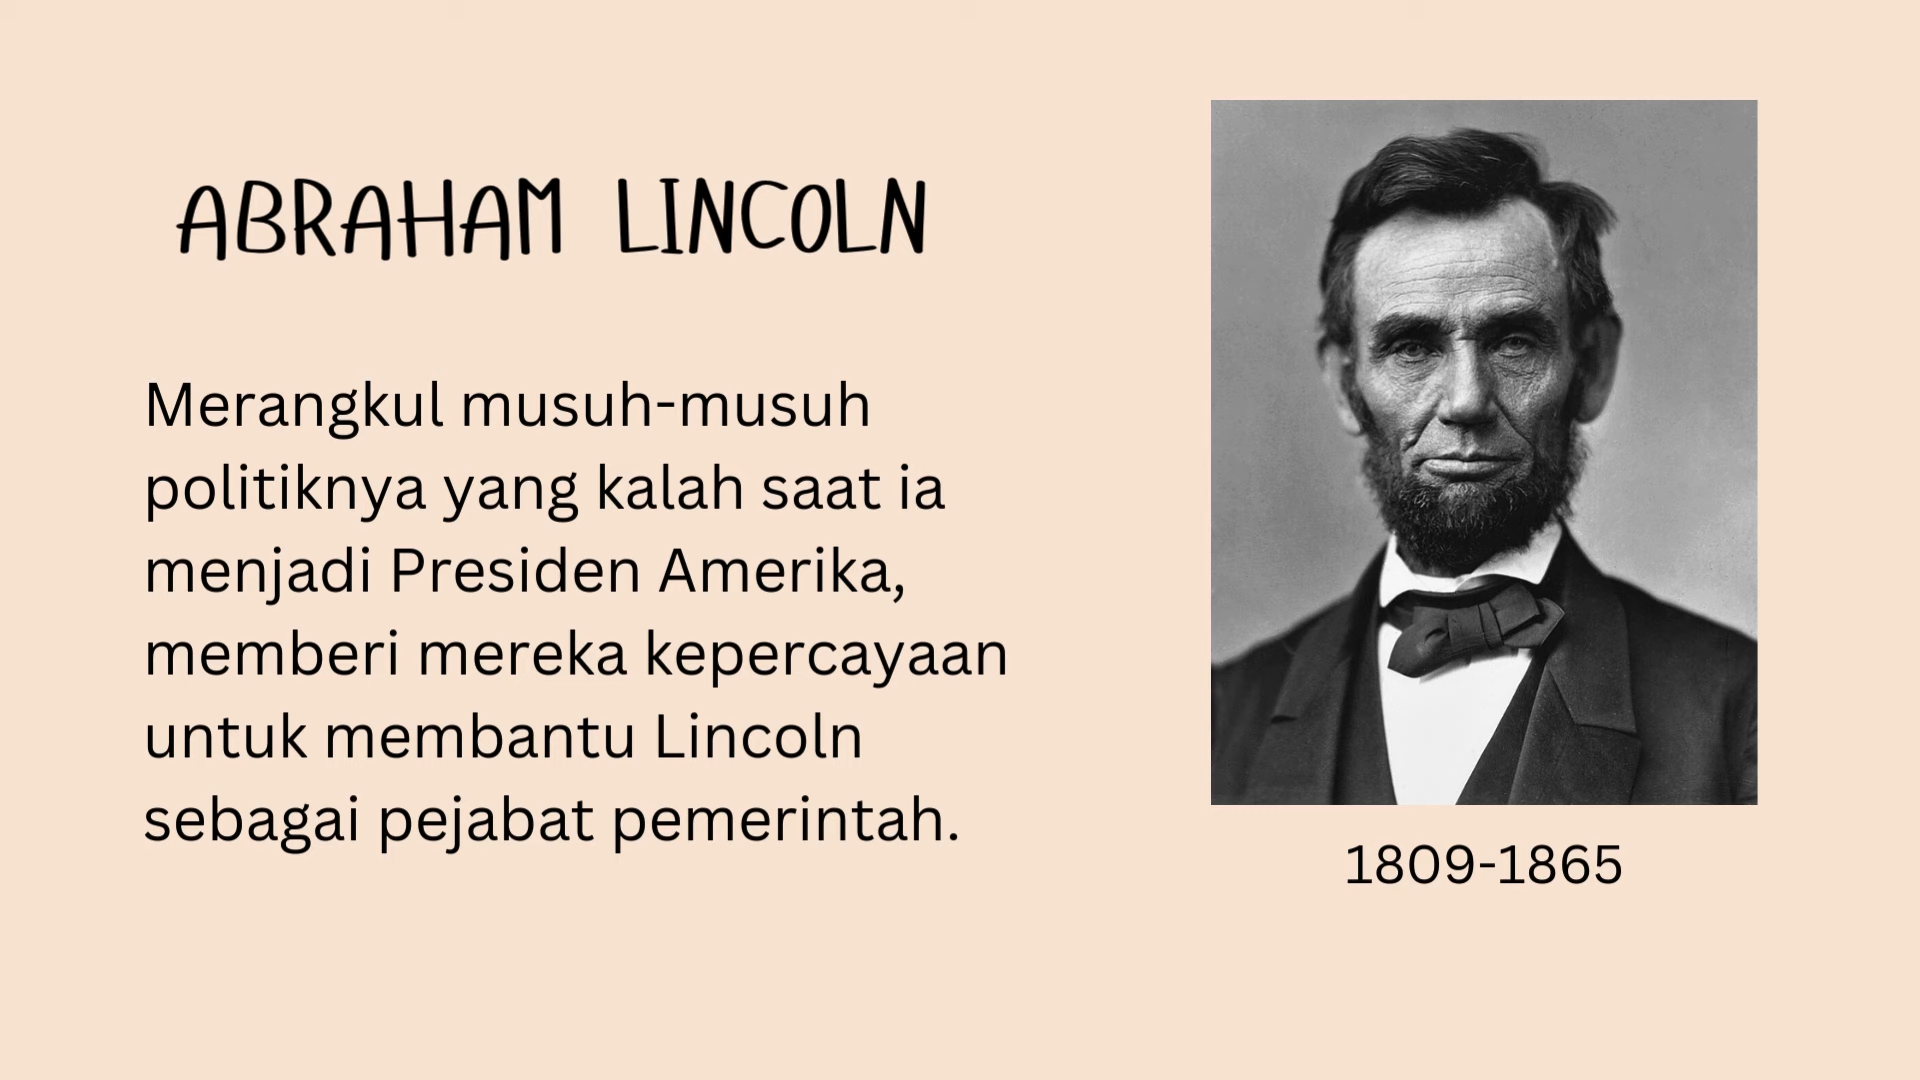 ABRAHAM LINCOLN
Merangkul musuh-musuh
politiknya yang kalah saat ia
menjadi Presiden Amerika,
memberi mereka kepercayaan
untuk membantu Lincoln
sebagai pejabat pemerintah.
1809-1865